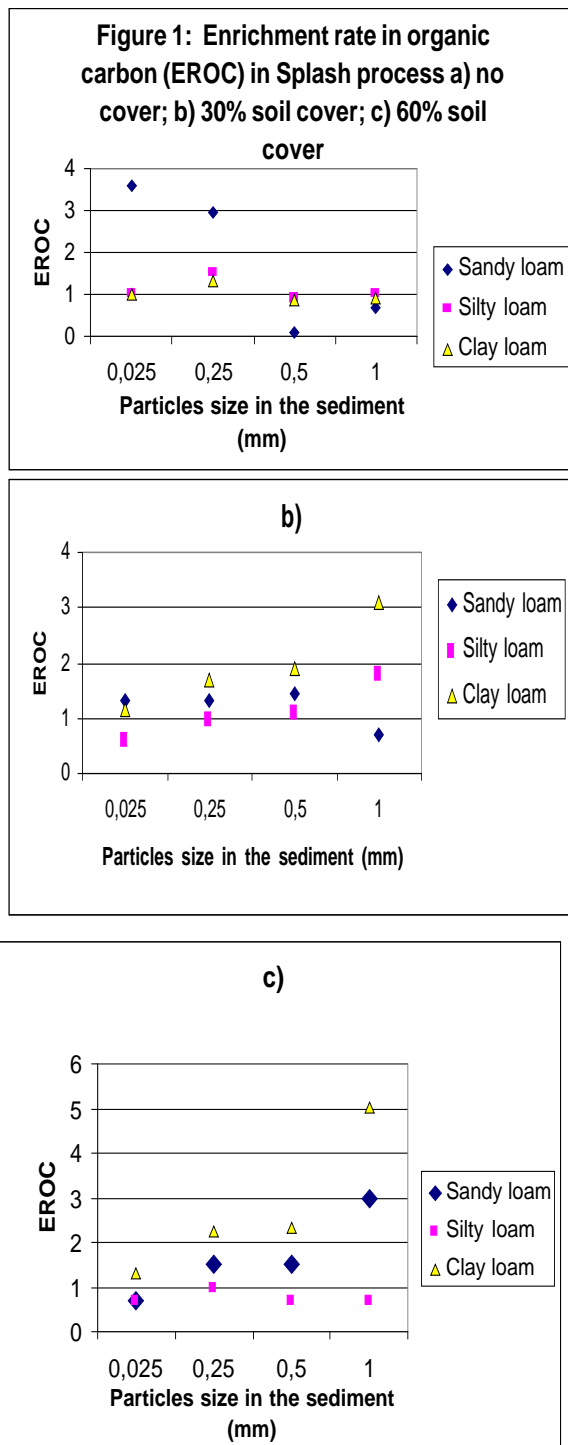 Figure 1: Enrichment rate in organic
carbon (EROC) in Splash process a) no
cover; b) 30% soil cover; c) 60% soil
cover
4
3
2
1
0
EROC
0,025 0,25 0,5 1
Particles size in the sediment
(mm)
Sandy loam
Silty loam
Clay loam
b)
4
3
2
1
0
EROC
0,025 0,25 0,5 1
Particles size in the sediment (mm)
Sandy loam
Silty loam
Clay loam
c)
6
5
4
3
2
1
0
EROC
0,025 0,25 0,5 1
Particles size in the sediment
(mm)
Sandy loam
Silty loam
Clay loam